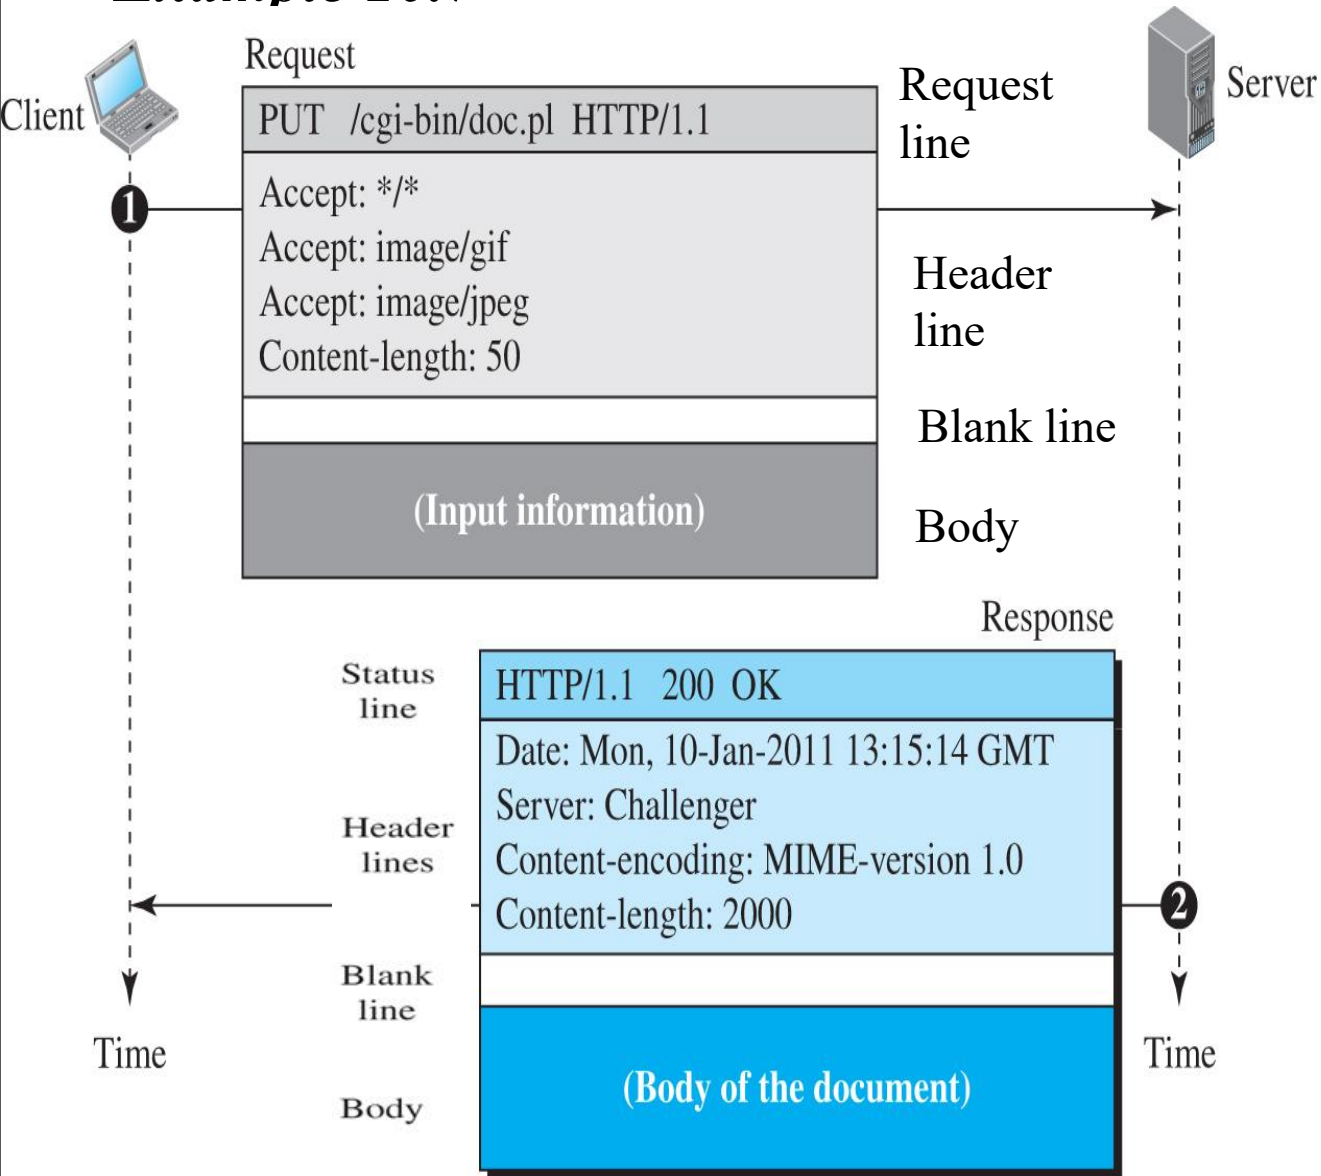 Request
Client
Server
PUT /cgi-bin/doc.pl HTTP/1.1
Request
line
1
Accept: */*
Accept: image/gif
Accept: image/jpeg
Content-length: 50
Header
line
Blank line
(Input information)
Body
Response
Status
line
HTTP/1.1 200 OK
Date: Mon, 10-Jan-2011 13:15:14 GMT
Server: Challenger
Content-encoding: MIME-version 1.0
Content-length: 2000
Header
lines
2
Blank
line
Time
Time
(Body of the document)
Body